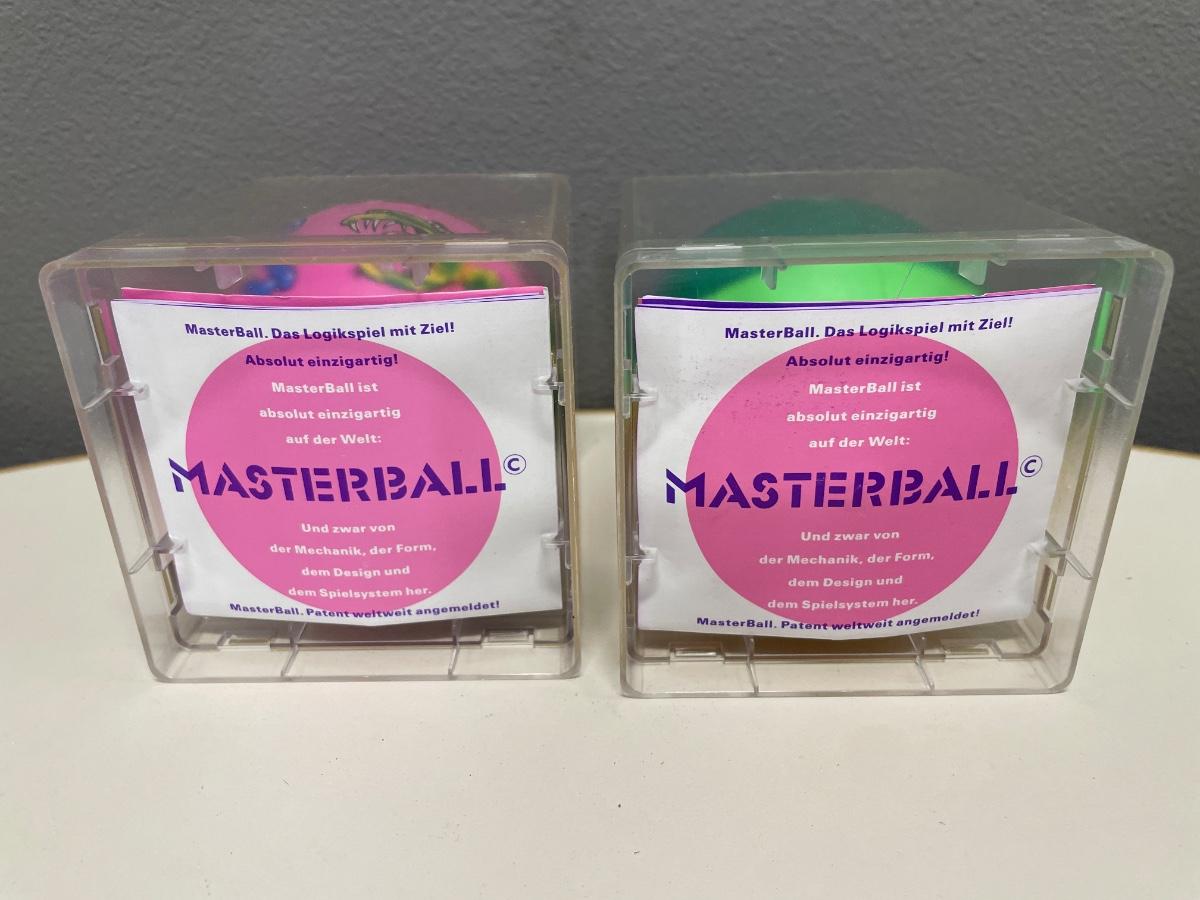 MasterBall. Das Logikspiel mit Ziel!
Absolut einzigartig!
MasterBall ist
absolut einzigartig
auf der Welt:
MASTERBALL©
Und zwar von
der Mechanik, der Form,
dem Design und
dem Spielsystem her.
MasterBall. Patent weltweit angemeldet!
MasterBall. Das Logikspiel mit Ziel!
Absolut einzigartig!
MasterBall ist
absolut einzigartig
auf der Welt:
MASTERBALL©
Und zwar von
der Mechanik, der Form,
dem Design und
dem Spielsystem her.
MasterBall. Patent weltweit angemeldet!